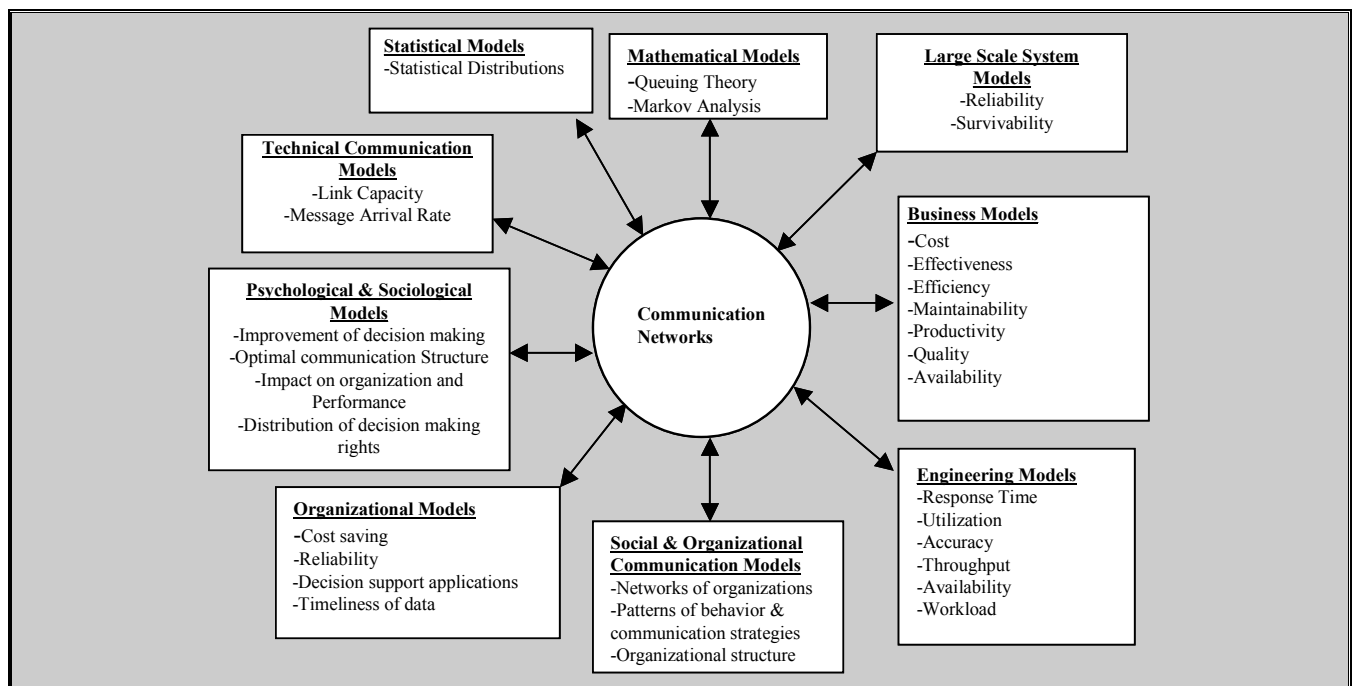 Statistical Models
-Statistical Distributions
Mathematical Models
-Queuing Theory
-Markov Analysis
Large Scale System
Models
-Reliability
-Survivability
Technical Communication
Models
-Link Capacity
-Message Arrival Rate
Business Models
-Cost
-Effectiveness
-Efficiency
-Maintainability
-Productivity
-Quality
-Availability
Psychological & Sociological
Models
-Improvement of decision making
-Optimal communication Structure
-Impact on organization and
Performance
-Distribution of decision making
rights
Communication
Networks
Organizational Models
-Cost saving
-Reliability
-Decision support applications
-Timeliness of data
Social & Organizational
Communication Models
-Networks of organizations
-Patterns of behavior &
communication strategies
-Organizational structure
Engineering Models
-Response Time
-Utilization
-Accuracy
-Throughput
-Availability
-Workload